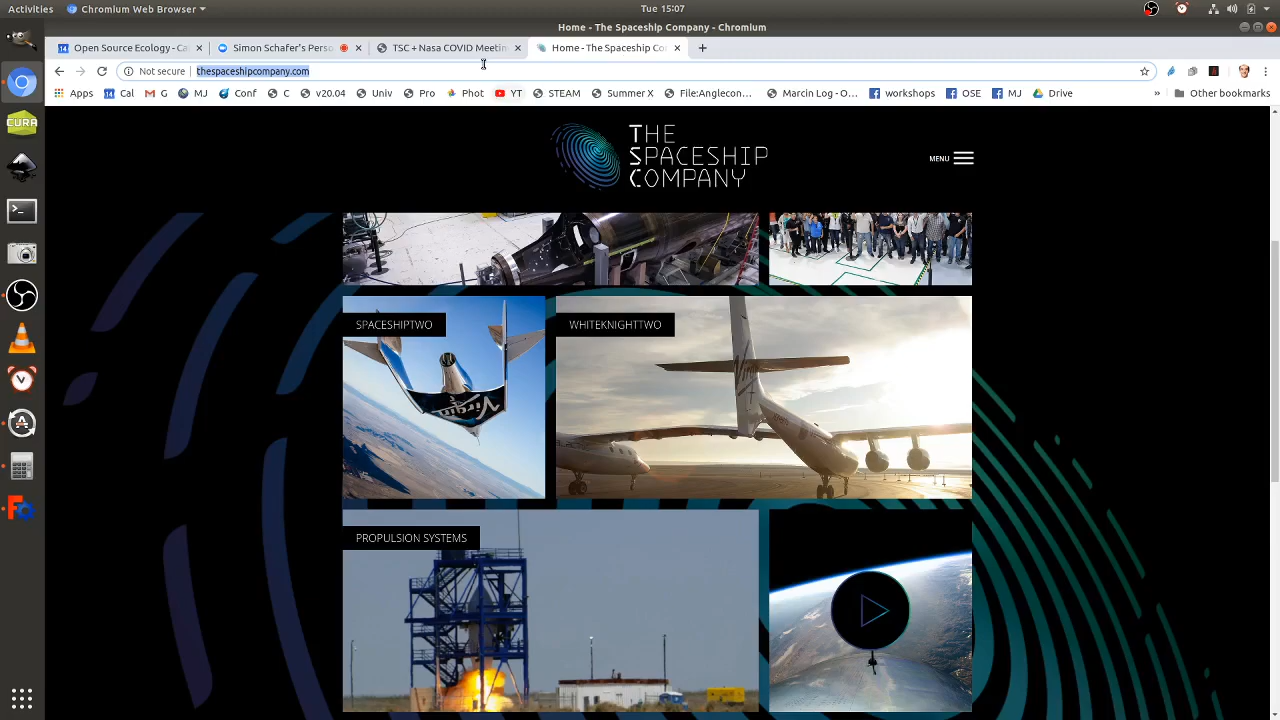 Activities
Chromium Web Browser
Tue 15:07
Home - The Spaceship Company - Chromium
Open Source Ecology - Ca
Simon Schafer's Perso
TSC + Nasa COVID Meetin
Home - The Spaceship Co
Not secure
thespaceshipcompany.com
Apps
Cal
G
MJ
Conf
C
v20.04
Univ
Pro
Phot
YT
STEAM
Summer X
File:Anglecon...
Marcin Log - O...
workshops
OSE
MJ
Drive
»
Other bookmarks
CURA
THE
SPACESHIP
COMPANY
MENU
SPACESHIPTWO
WHITEKNIGHTTWO
Virgin
PROPULSION SYSTEMS